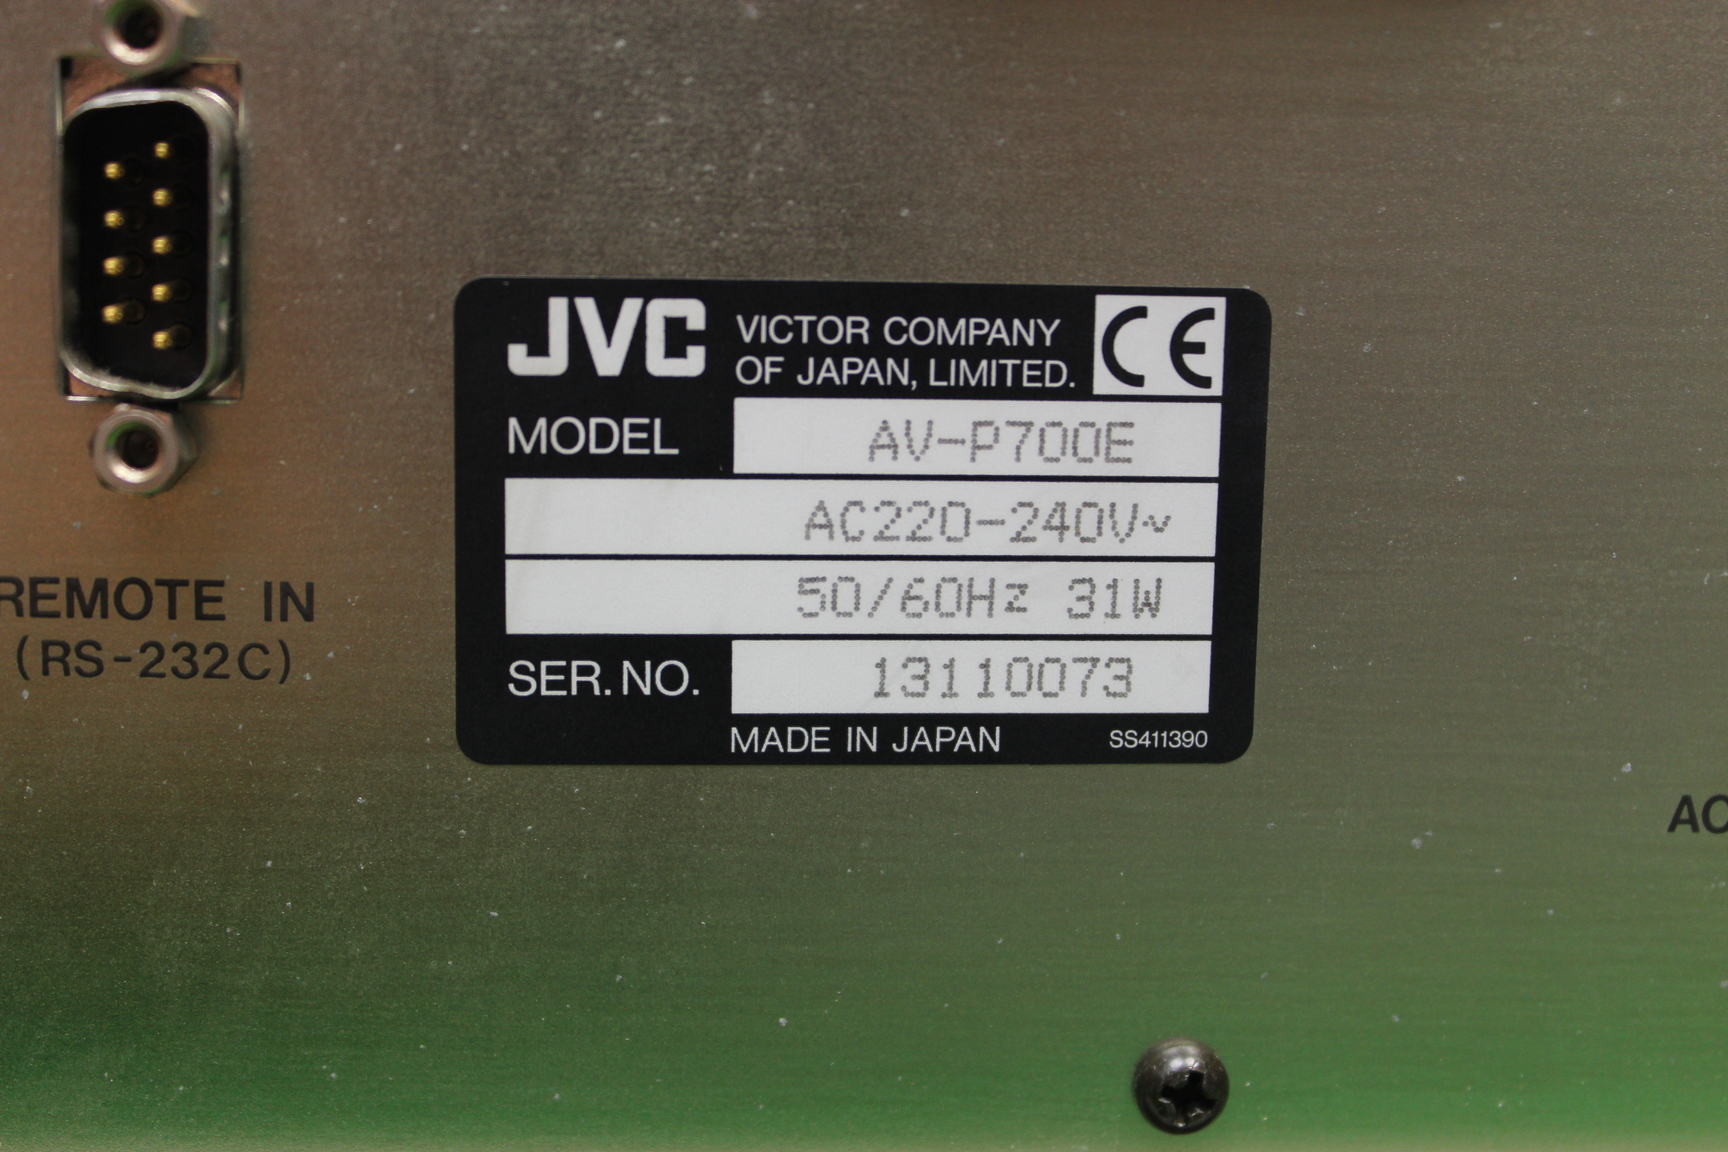 JVC VICTOR COMPANY
OF JAPAN, LIMITED.
CE
MODEL AV-P700E
AC220-240V~
50/60Hz 31W
SER. NO. 13110073
MADE IN JAPAN SS411390
REMOTE IN
(RS-232C)
AC